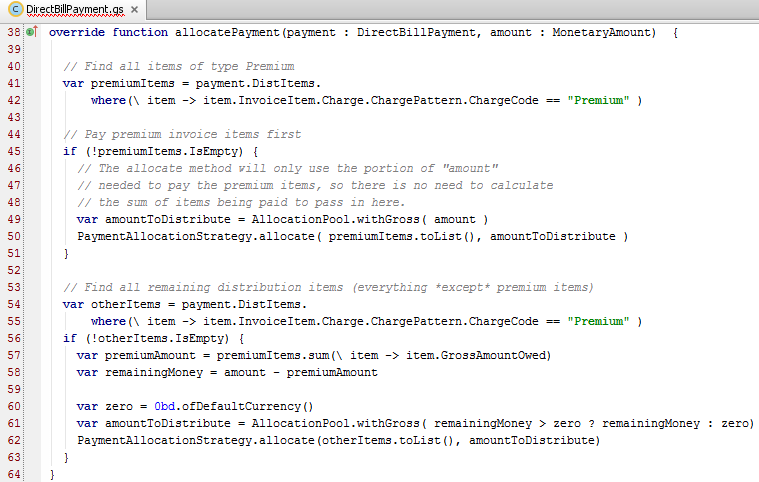 DirectBillPayment.gs
38 override function allocatePayment(payment : DirectBillPayment, amount : MonetaryAmount)  {
39
40   // Find all items of type Premium
41   var premiumItems = payment.DistItems.
42       where(\ item -> item.InvoiceItem.Charge.ChargePattern.ChargeCode == "Premium" )
43
44   // Pay premium invoice items first
45   if (!premiumItems.IsEmpty) {
46     // The allocate method will only use the portion of "amount"
47     // needed to pay the premium items, so there is no need to calculate
48     // the sum of items being paid to pass in here.
49     var amountToDistribute = AllocationPool.withGross( amount )
50     PaymentAllocationStrategy.allocate( premiumItems.toList(), amountToDistribute )
51   }
52
53   // Find all remaining distribution items (everything *except* premium items)
54   var otherItems = payment.DistItems.
55       where(\ item -> item.InvoiceItem.Charge.ChargePattern.ChargeCode == "Premium" )
56   if (!otherItems.IsEmpty) {
57     var premiumAmount = premiumItems.sum(\ item -> item.GrossAmountOwed)
58     var remainingMoney = amount - premiumAmount
59
60     var zero = 0bd.ofDefaultCurrency()
61     var amountToDistribute = AllocationPool.withGross( remainingMoney > zero ? remainingMoney : zero)
62     PaymentAllocationStrategy.allocate(otherItems.toList(), amountToDistribute)
63   }
64 }